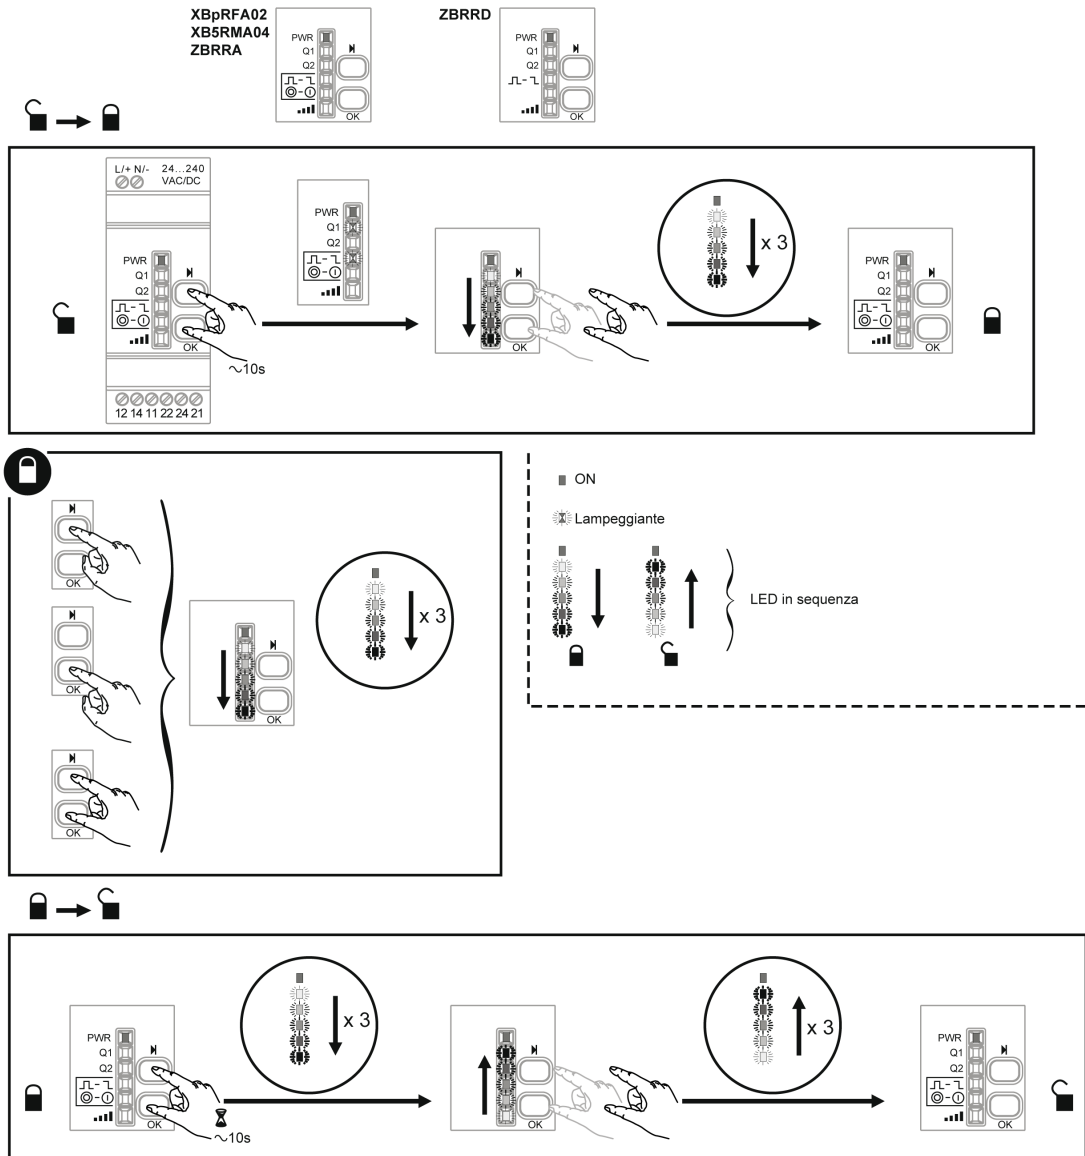 XBpRFA02
XB5RMA04
ZBRRA
PWR
Q1
Q2
OK
ZBRRD
PWR
Q1
Q2
OK
L/+ N/- 24...240
VAC/DC
PWR
Q1
Q2
OK
12 14 11 22 24 21
~10s
PWR
Q1
Q2
OK
x 3
PWR
Q1
Q2
OK
OK
OK
OK
OK
x 3
ON
Lampeggiante
LED in sequenza
PWR
Q1
Q2
OK
~10s
x 3
OK
x 3
PWR
Q1
Q2
OK